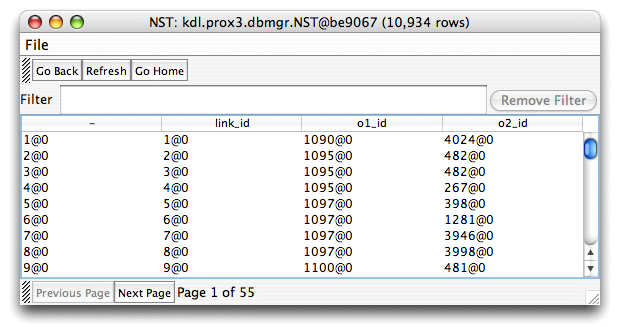 NST: kdl.prox3.dbmgr.NST@be9067 (10,934 rows)
File
Go Back Refresh Go Home
Filter Remove Filter
– link_id o1_id o2_id
1@0 1@0 1090@0 4024@0
2@0 2@0 1095@0 482@0
3@0 3@0 1095@0 482@0
4@0 4@0 1095@0 267@0
5@0 5@0 1097@0 398@0
6@0 6@0 1097@0 1281@0
7@0 7@0 1097@0 3946@0
8@0 8@0 1097@0 3998@0
9@0 9@0 1100@0 481@0
Previous Page Next Page Page 1 of 55